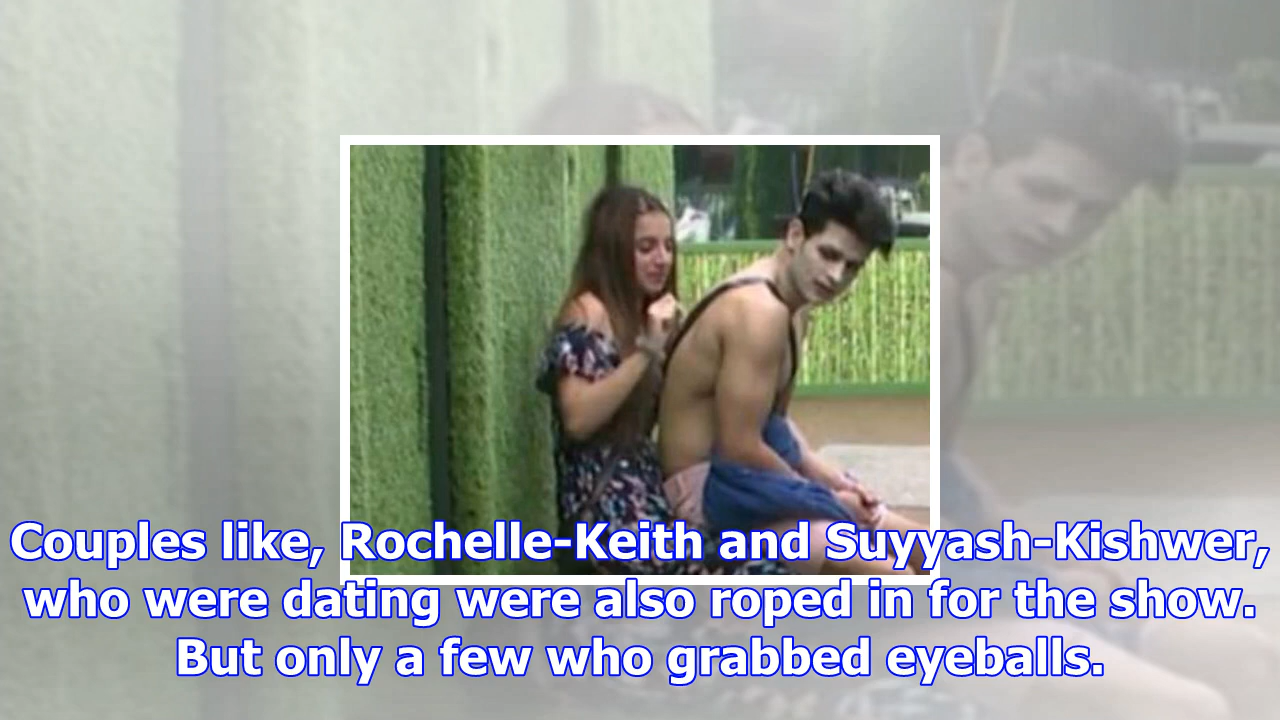 Couples like, Rochelle-Keith and Suyyash-Kishwer,
who were dating were also roped in for the show.
But only a few who grabbed eyeballs.